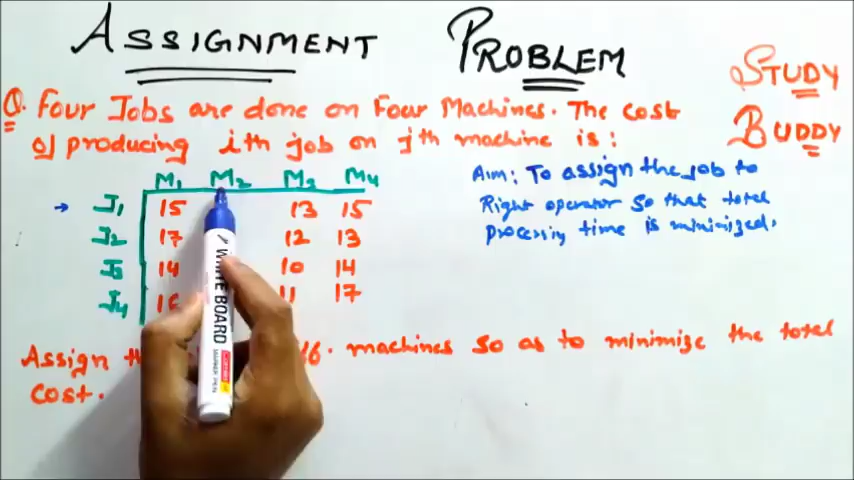 ASSIGNMENT PROBLEM
STUDY
BUDDY
Q. Four Jobs are done on Four Machines. The cost
of producing ith job on jth machine is:
M1 M2 M3 M4
J1 15 13 15
J2 17 12 13
J3 14 10 14
J4 16 11 17
Aim: To assign the job to
Right operator so that total
processing time is minimized.
Assign machines so as to minimize the total
cost.
WHITE BOARD
MARKER PEN